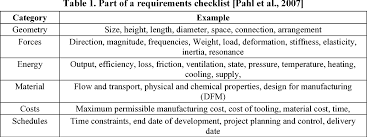 Table 1. Part of a requirements checklist [Pahl et al., 2007]
Category Example
Geometry Size, height, length, diameter, space, connection, arrangement
Forces Direction, magnitude, frequencies, Weight, load, deformation, stiffness, elasticity,
inertia, resonance
Energy Output, efficiency, loss, friction, ventilation, state, pressure, temperature, heating,
cooling, supply,
Material Flow and transport, physical and chemical properties, design for manufacturing
(DFM)
Costs Maximum permissible manufacturing cost, cost of tooling, material cost, time,
Schedules Time constraints, end date of development, project planning and control, delivery
date